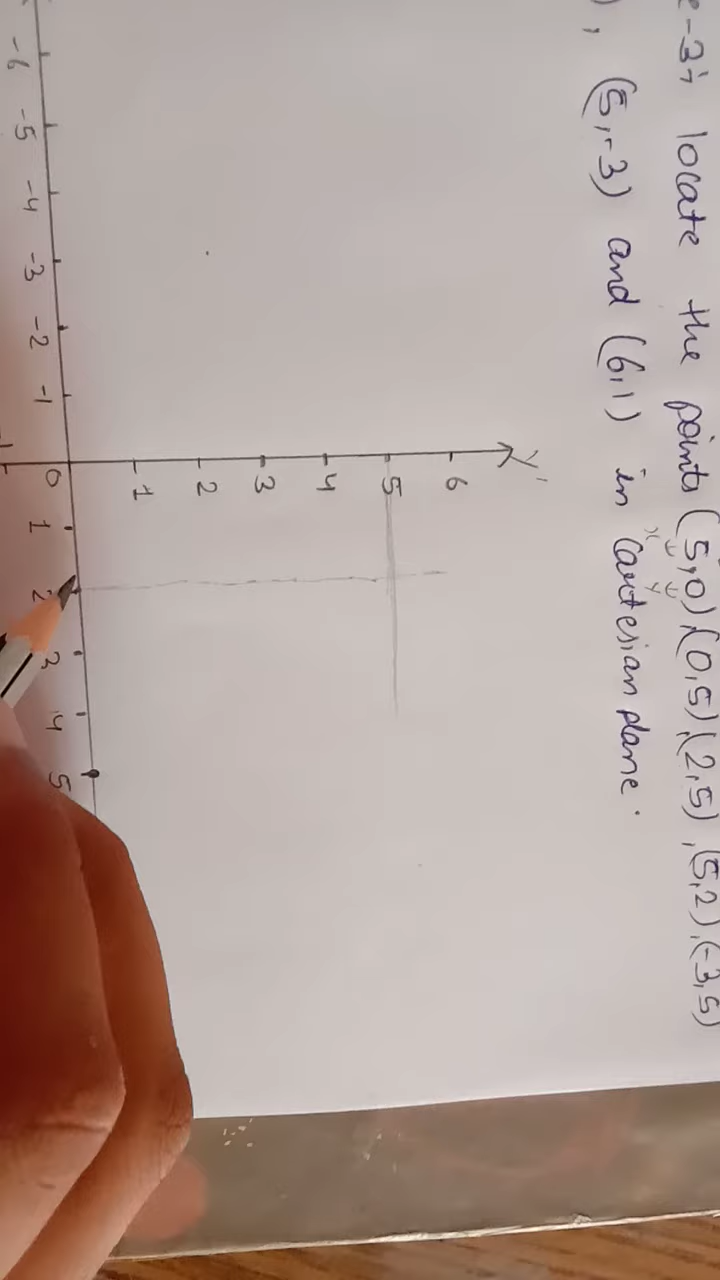 e-3; locate the points (5,0),(0,5),(2,5),(5,2),(-3,5)
), (5,-3) and (6,1) in cartesian plane.
x y
Y'
6
5
4
3
2
1
-6 -5 -4 -3 -2 -1 0 1 2 3 4 5